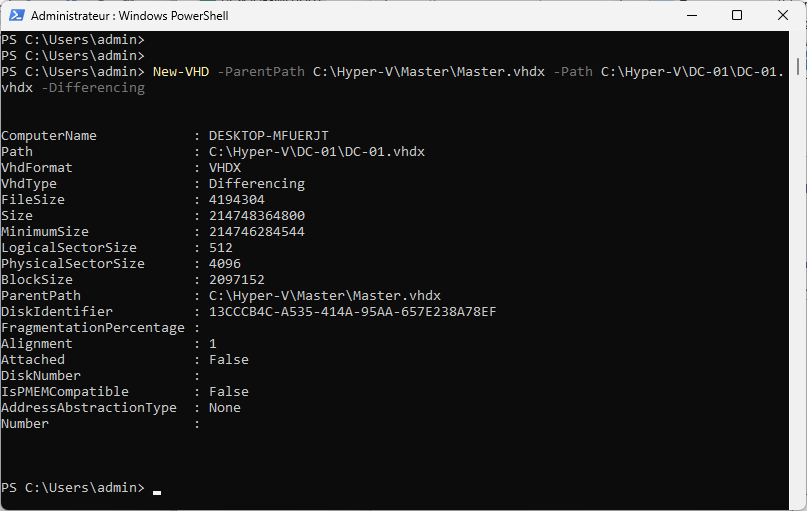 Administrateur : Windows PowerShell
PS C:\Users\admin>
PS C:\Users\admin>
PS C:\Users\admin> New-VHD -ParentPath C:\Hyper-V\Master\Master.vhdx -Path C:\Hyper-V\DC-01\DC-01.
vhdx -Differencing
ComputerName            : DESKTOP-MFUERJT
Path                    : C:\Hyper-V\DC-01\DC-01.vhdx
VhdFormat               : VHDX
VhdType                 : Differencing
FileSize                : 4194304
Size                    : 214748364800
MinimumSize             : 214746284544
LogicalSectorSize       : 512
PhysicalSectorSize      : 4096
BlockSize               : 2097152
ParentPath              : C:\Hyper-V\Master\Master.vhdx
DiskIdentifier          : 13CCCB4C-A535-414A-95AA-657E238A78EF
FragmentationPercentage :
Alignment               : 1
Attached                : False
DiskNumber              :
IsPMEMCompatible        : False
AddressAbstractionType  : None
Number                  :
PS C:\Users\admin>